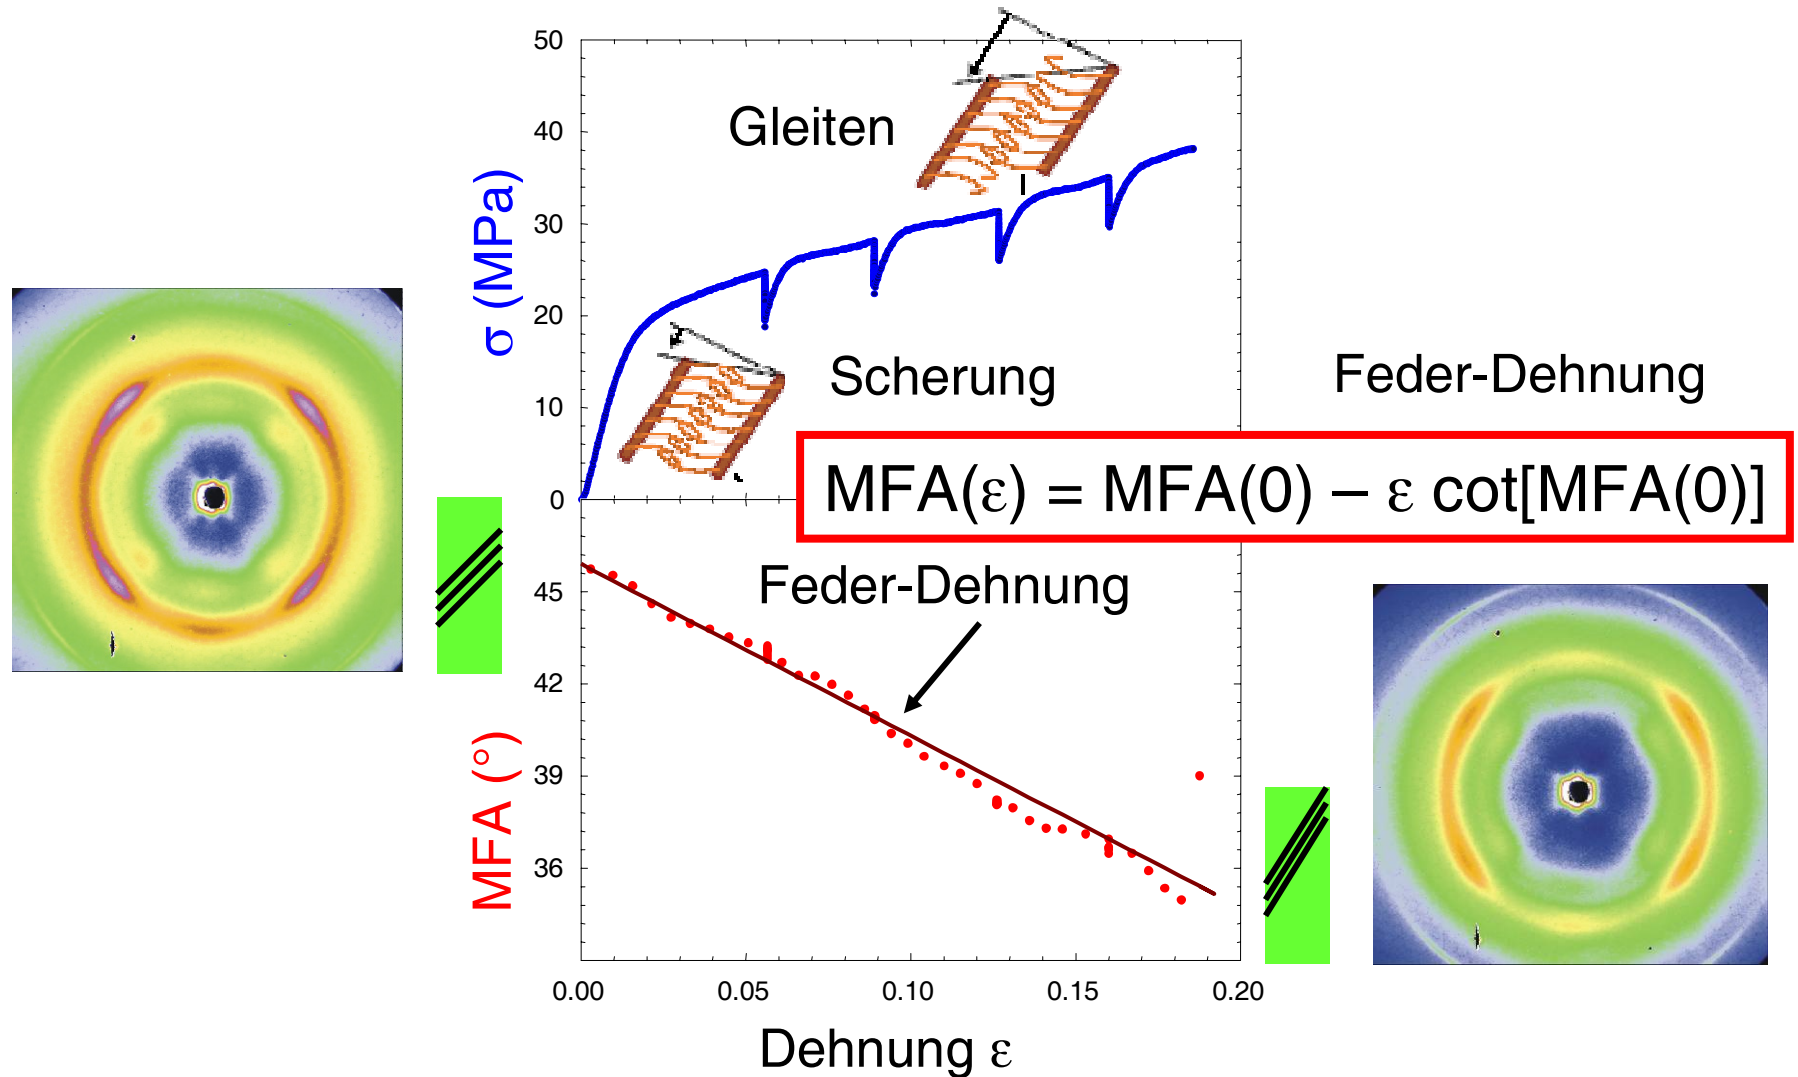 50
40
30
20
10
0
σ (MPa)
Gleiten
Scherung
Feder-Dehnung
MFA(ε) = MFA(0) – ε cot[MFA(0)]
Feder-Dehnung
45
42
39
36
MFA (°)
0.00 0.05 0.10 0.15 0.20
Dehnung ε